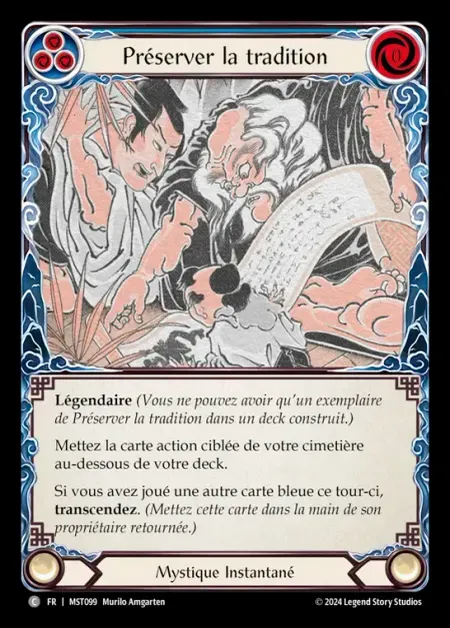 Préserver la tradition
0
Légendaire (Vous ne pouvez avoir qu'un exemplaire
de Préserver la tradition dans un deck construit.)
Mettez la carte action ciblée de votre cimetière
au-dessous de votre deck.
Si vous avez joué une autre carte bleue ce tour-ci,
transcendez. (Mettez cette carte dans la main de son
propriétaire retournée.)
Mystique Instantané
C FR | MST099 Murilo Amgarten
© 2024 Legend Story Studios